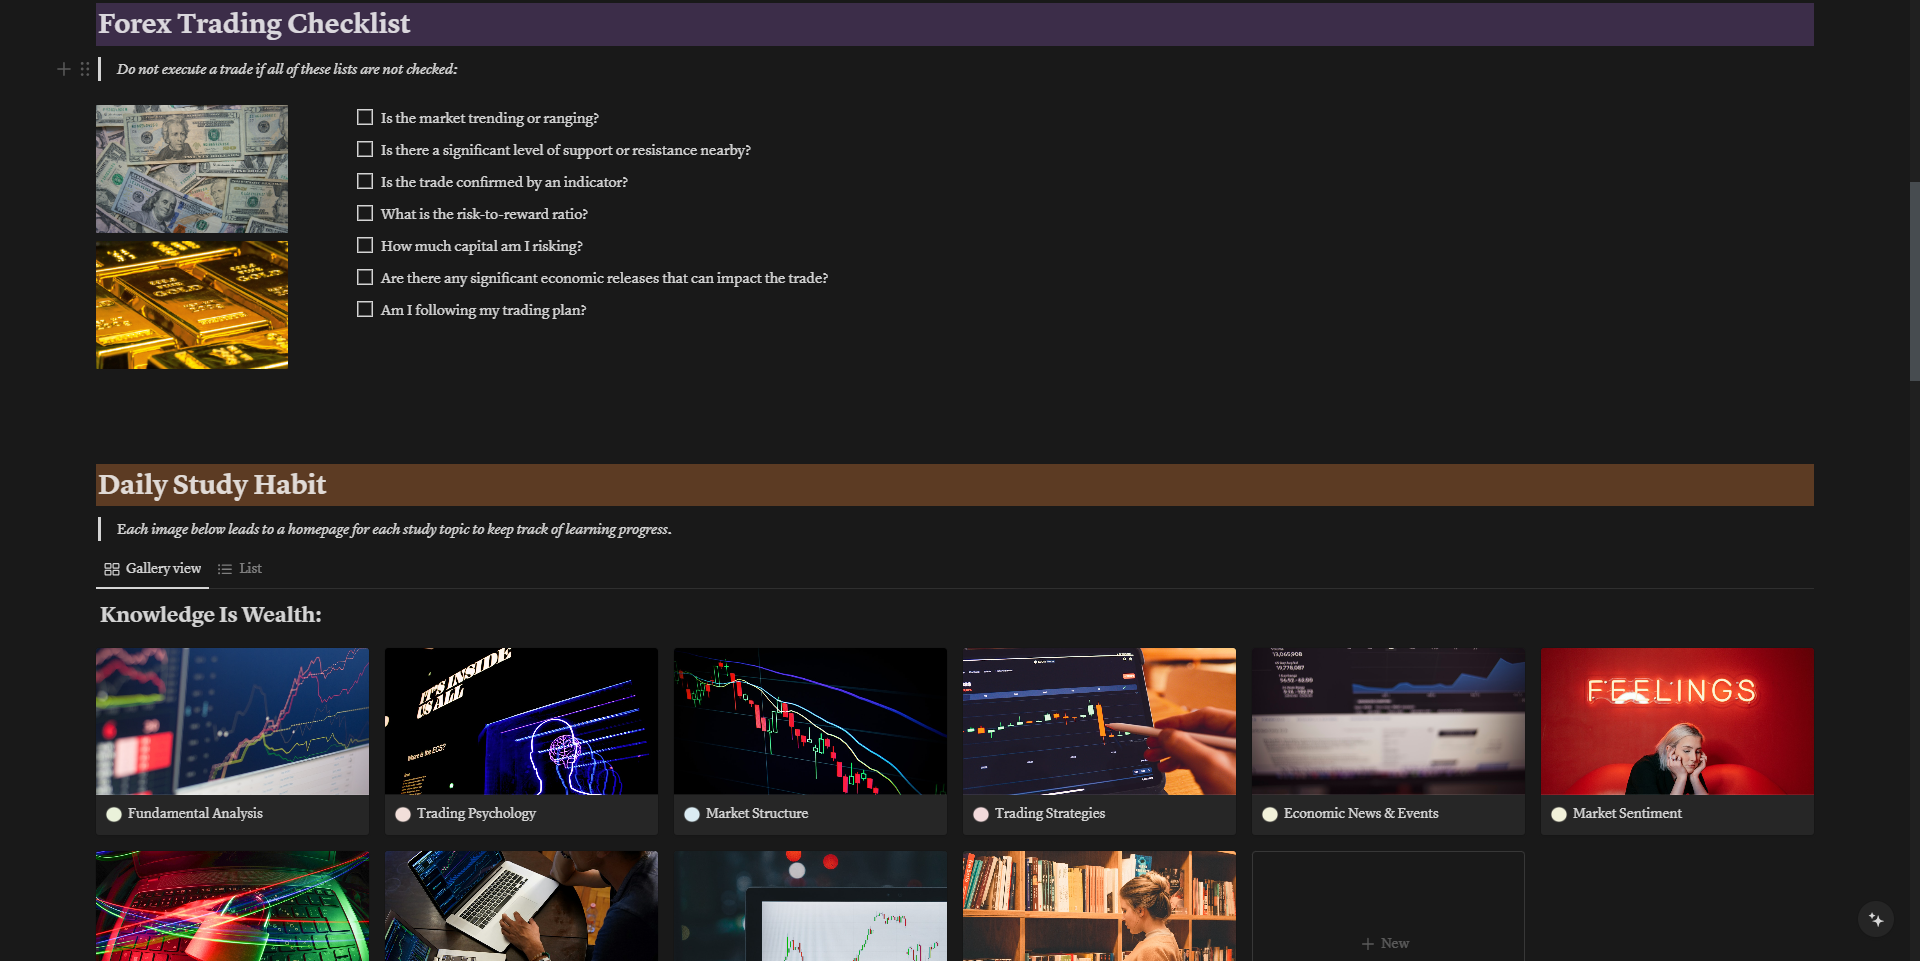 Forex Trading Checklist
Do not execute a trade if all of these lists are not checked:
Is the market trending or ranging?
Is there a significant level of support or resistance nearby?
Is the trade confirmed by an indicator?
What is the risk-to-reward ratio?
How much capital am I risking?
Are there any significant economic releases that can impact the trade?
Am I following my trading plan?
Daily Study Habit
Each image below leads to a homepage for each study topic to keep track of learning progress.
Gallery view
List
Knowledge Is Wealth:
IT'S INSIDE
US ALL
FEELINGS
Fundamental Analysis
Trading Psychology
Market Structure
Trading Strategies
Economic News & Events
Market Sentiment
New